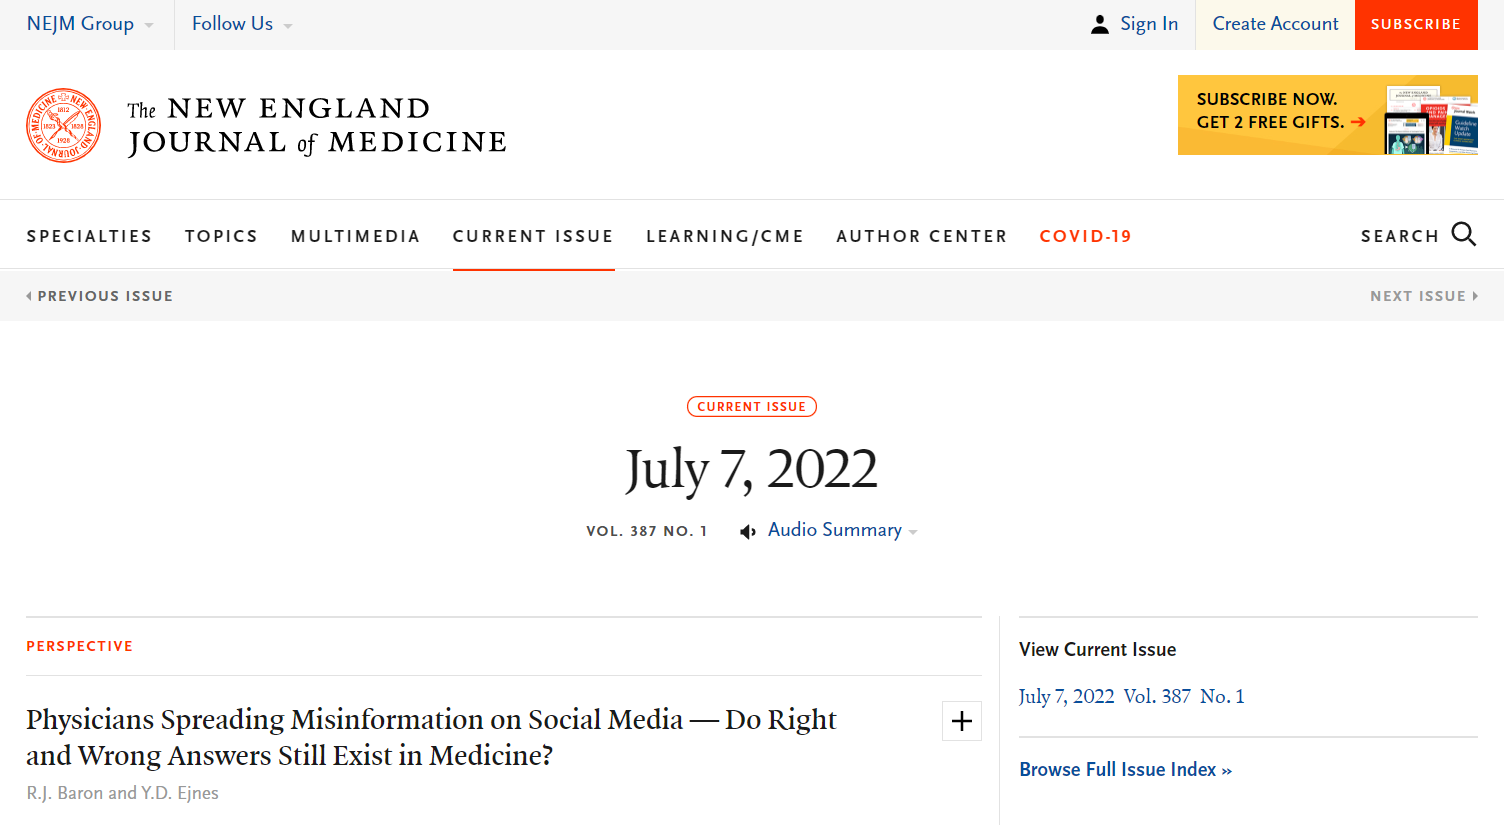 NEJM Group
Follow Us
Sign In
Create Account
SUBSCRIBE
The NEW ENGLAND
JOURNAL of MEDICINE
SUBSCRIBE NOW.
GET 2 FREE GIFTS.
SPECIALTIES
TOPICS
MULTIMEDIA
CURRENT ISSUE
LEARNING/CME
AUTHOR CENTER
COVID-19
SEARCH
PREVIOUS ISSUE
NEXT ISSUE
CURRENT ISSUE
July 7, 2022
VOL. 387 NO. 1
Audio Summary
PERSPECTIVE
Physicians Spreading Misinformation on Social Media — Do Right
and Wrong Answers Still Exist in Medicine?
R.J. Baron and Y.D. Ejnes
View Current Issue
July 7, 2022 Vol. 387 No. 1
Browse Full Issue Index »